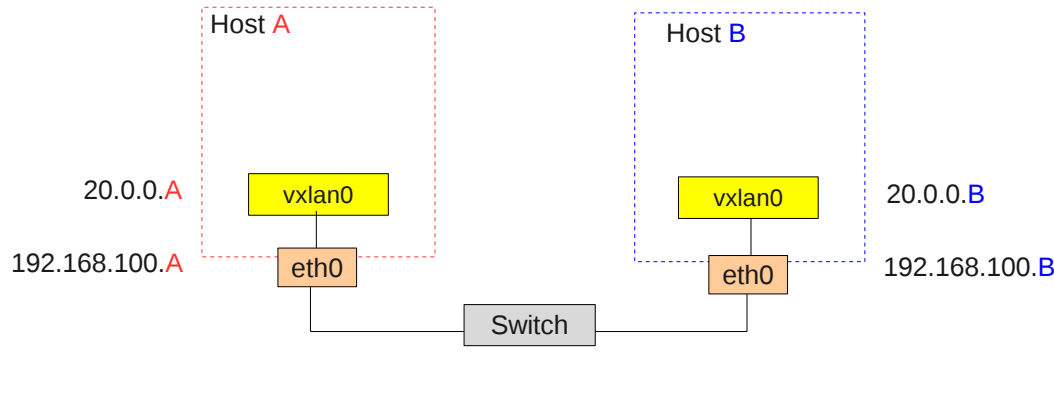 Host A
Host B
20.0.0.A
vxlan0
vxlan0
20.0.0.B
192.168.100.A
eth0
eth0
192.168.100.B
Switch